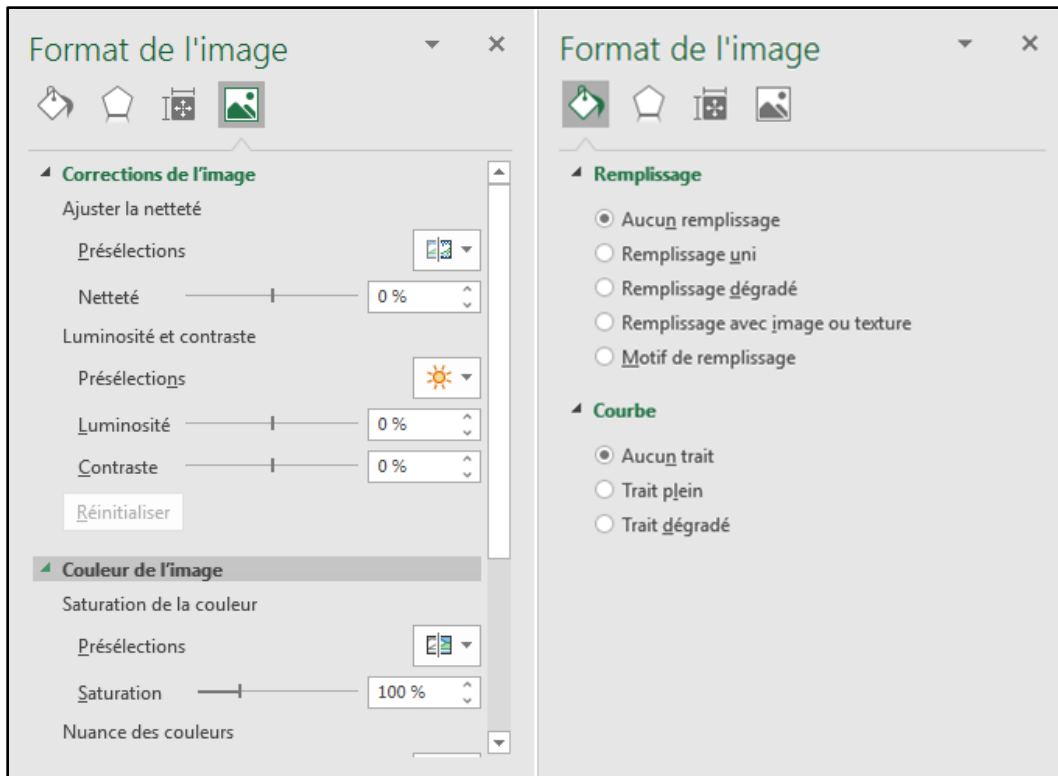 Format de l'image
Corrections de l'image
Ajuster la netteté
Présélections
Netteté 0 %
Luminosité et contraste
Présélections
Luminosité 0 %
Contraste 0 %
Réinitialiser
Couleur de l'image
Saturation de la couleur
Présélections
Saturation 100 %
Nuance des couleurs
Format de l'image
Remplissage
Aucun remplissage
Remplissage uni
Remplissage dégradé
Remplissage avec image ou texture
Motif de remplissage
Courbe
Aucun trait
Trait plein
Trait dégradé